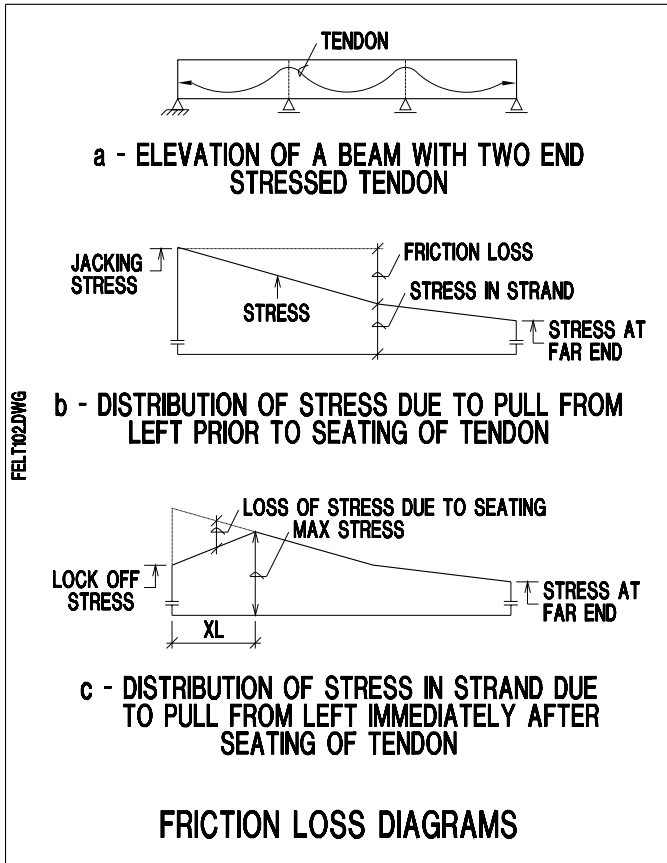 TENDON
a - ELEVATION OF A BEAM WITH TWO END
STRESSED TENDON
JACKING
STRESS
FRICTION LOSS
STRESS IN STRAND
STRESS
STRESS AT
FAR END
b - DISTRIBUTION OF STRESS DUE TO PULL FROM
LEFT PRIOR TO SEATING OF TENDON
FELT102.DWG
LOSS OF STRESS DUE TO SEATING
MAX STRESS
LOCK OFF
STRESS
STRESS AT
FAR END
XL
c - DISTRIBUTION OF STRESS IN STRAND DUE
TO PULL FROM LEFT IMMEDIATELY AFTER
SEATING OF TENDON
FRICTION LOSS DIAGRAMS